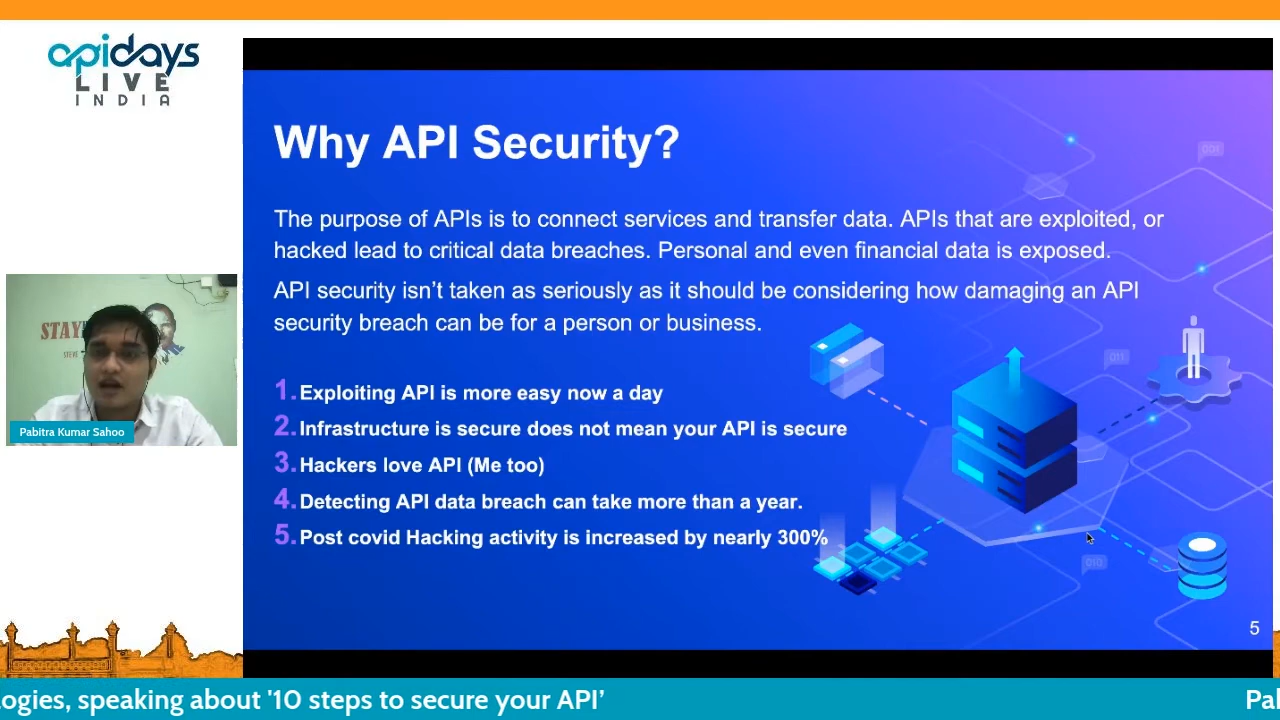 apidays
LIVE
INDIA
Why API Security?
The purpose of APIs is to connect services and transfer data. APIs that are exploited, or
hacked lead to critical data breaches. Personal and even financial data is exposed.
API security isn't taken as seriously as it should be considering how damaging an API
security breach can be for a person or business.
1. Exploiting API is more easy now a day
2. Infrastructure is secure does not mean your API is secure
3. Hackers love API (Me too)
4. Detecting API data breach can take more than a year.
5. Post covid Hacking activity is increased by nearly 300%
011
010
5
STAY
STEVE
Pabitra Kumar Sahoo
ogies, speaking about '10 steps to secure your API’
Pal